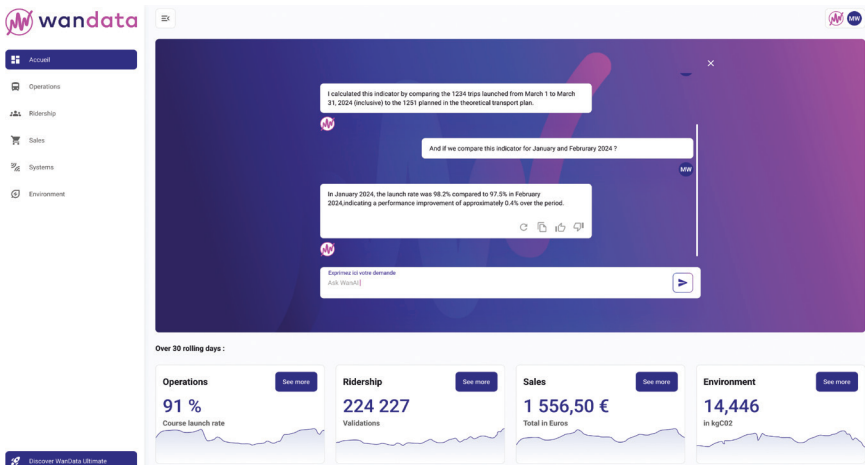 wandata
MW
Accueil
Operations
Ridership
Sales
Systems
Environment
I calculated this indicator by comparing the 1234 trips launched from March 1 to March
31, 2024 (inclusive) to the 1251 planned in the theoretical transport plan.
And if we compare this indicator for January and Februrary 2024 ?
MW
In January 2024, the launch rate was 98.2% compared to 97.5% in February
2024,indicating a performance improvement of approximately 0.4% over the period.
Exprimez ici votre demande
Ask WanAI
Over 30 rolling days :
Operations
See more
91 %
Course launch rate
Ridership
See more
224 227
Validations
Sales
See more
1 556,50 €
Total in Euros
Environment
See more
14,446
in kgC02
Discover WanData Ultimate